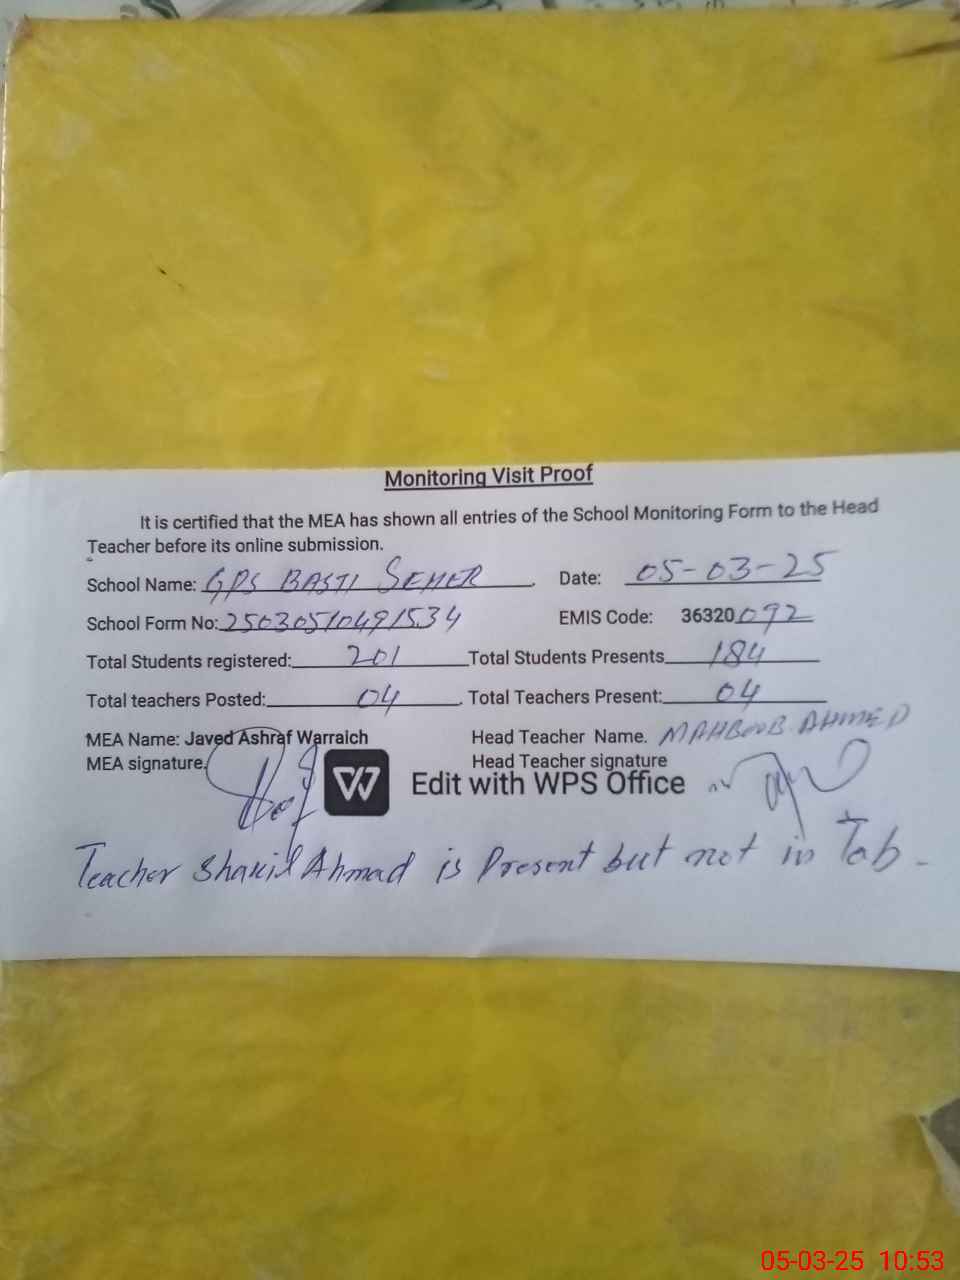 Monitoring Visit Proof
It is certified that the MEA has shown all entries of the School Monitoring Form to the Head
Teacher before its online submission.
School Name: GPS BASTI SEHER Date: 05-03-25
School Form No: 25030510491534 EMIS Code: 36320092
Total Students registered: 201 Total Students Presents 184
Total teachers Posted: 04 Total Teachers Present: 04
MEA Name: Javed Ashraf Warraich Head Teacher Name. MAHBOOB AHMED
MEA signature. Head Teacher signature
Edit with WPS Office
Teacher Shakil Ahmad is Present but not in Tab -
05-03-25 10:53